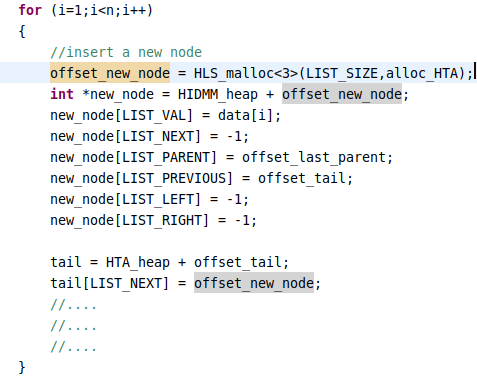 for (i=1;i<n;i++)
{
//insert a new node
offset_new_node = HLS_malloc<3>(LIST_SIZE,alloc_HTA);
int *new_node = HIDMM_heap + offset_new_node;
new_node[LIST_VAL] = data[i];
new_node[LIST_NEXT] = -1;
new_node[LIST_PARENT] = offset_last_parent;
new_node[LIST_PREVIOUS] = offset_tail;
new_node[LIST_LEFT] = -1;
new_node[LIST_RIGHT] = -1;
tail = HTA_heap + offset_tail;
tail[LIST_NEXT] = offset_new_node;
//....
//....
//....
}